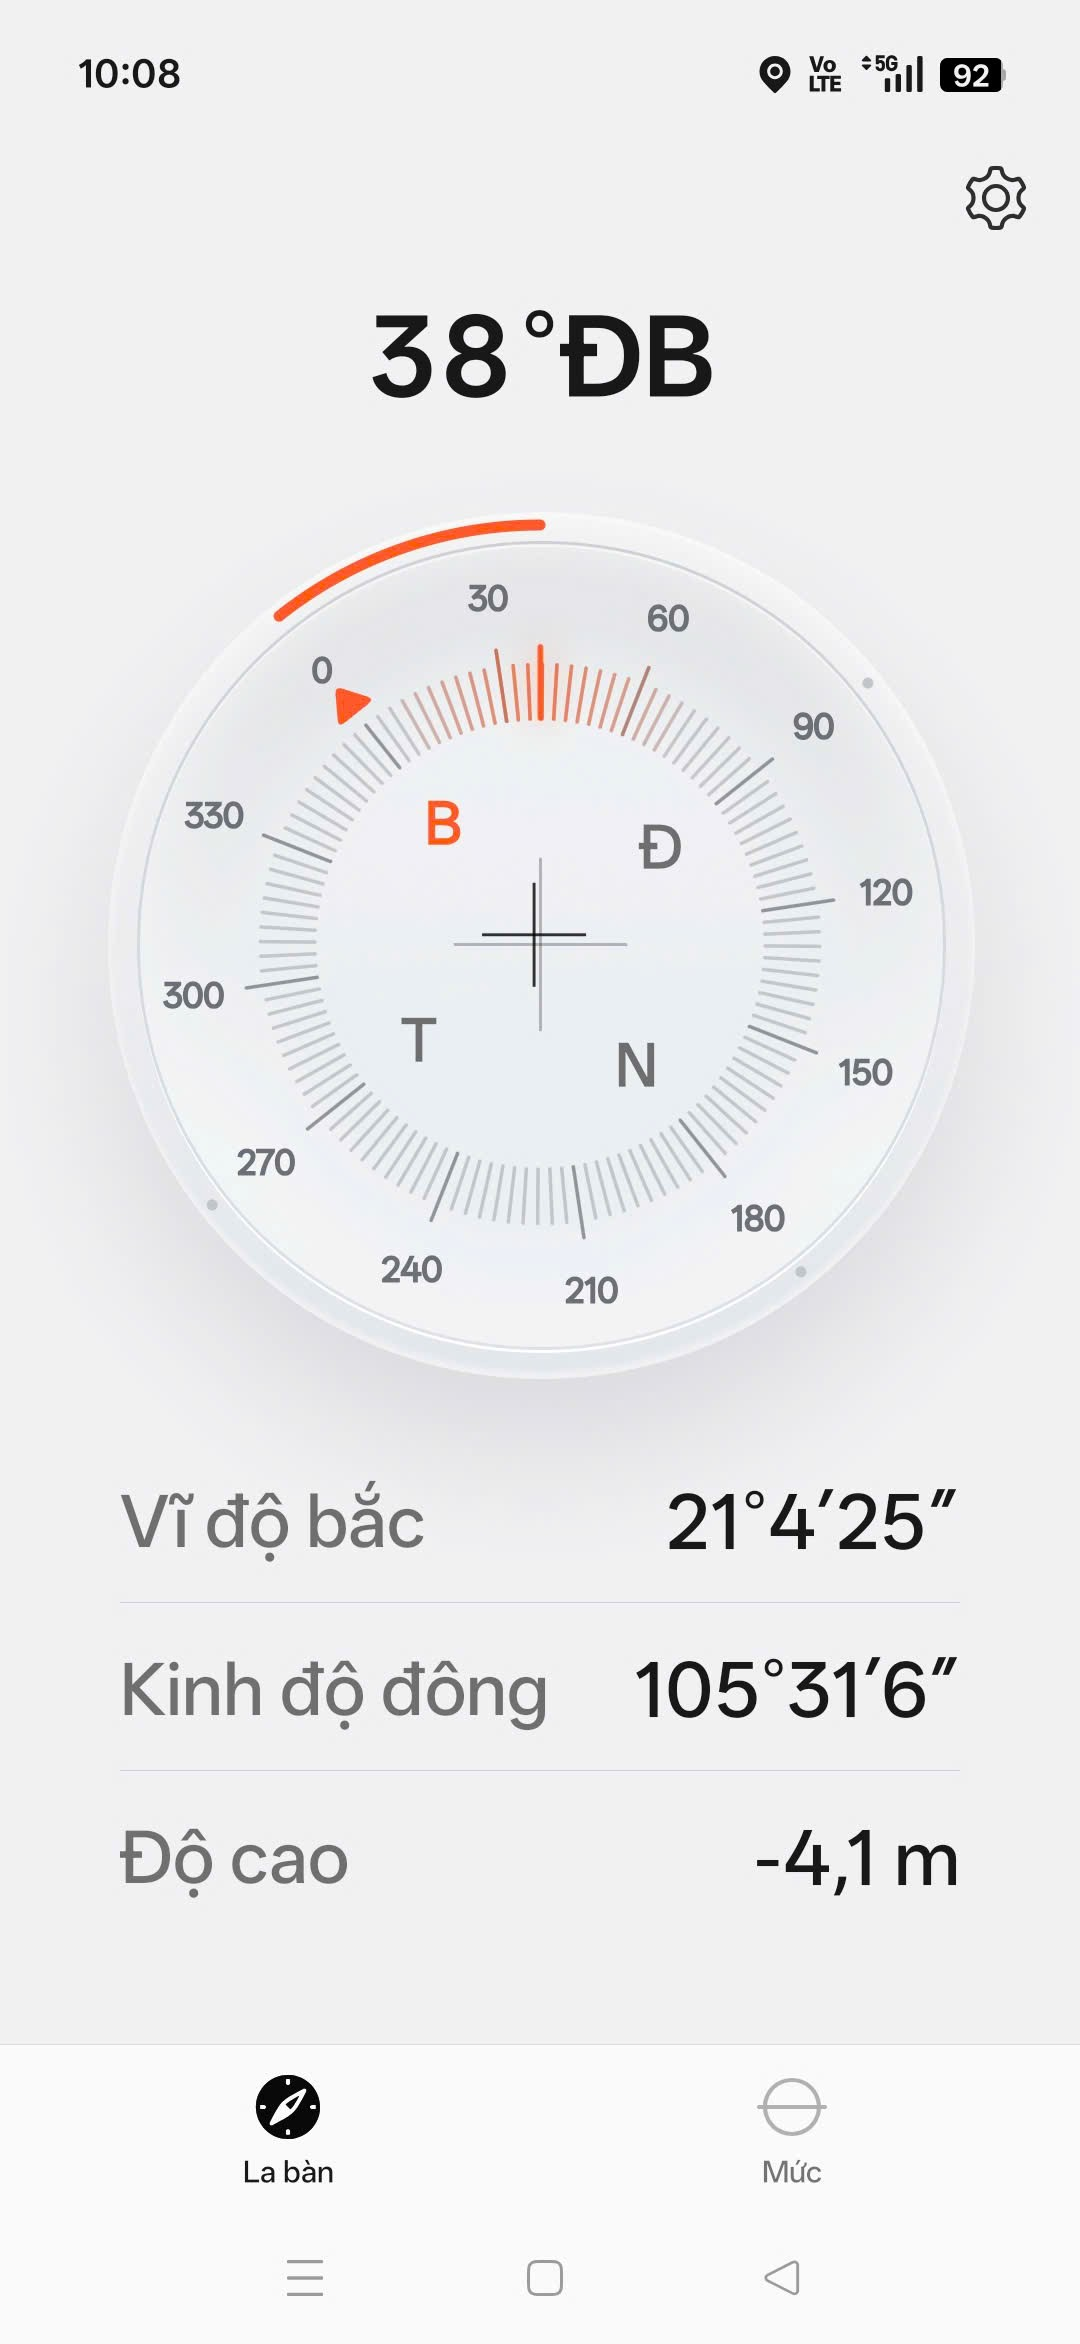 10:08
Vo
LTE
5G
92
38°ĐB
30
60
0
90
330
B
Đ
120
300
T
N
150
270
180
240
210
Vĩ độ bắc 21°4′25″
Kinh độ đông 105°31′6″
Độ cao -4,1 m
La bàn
Mức